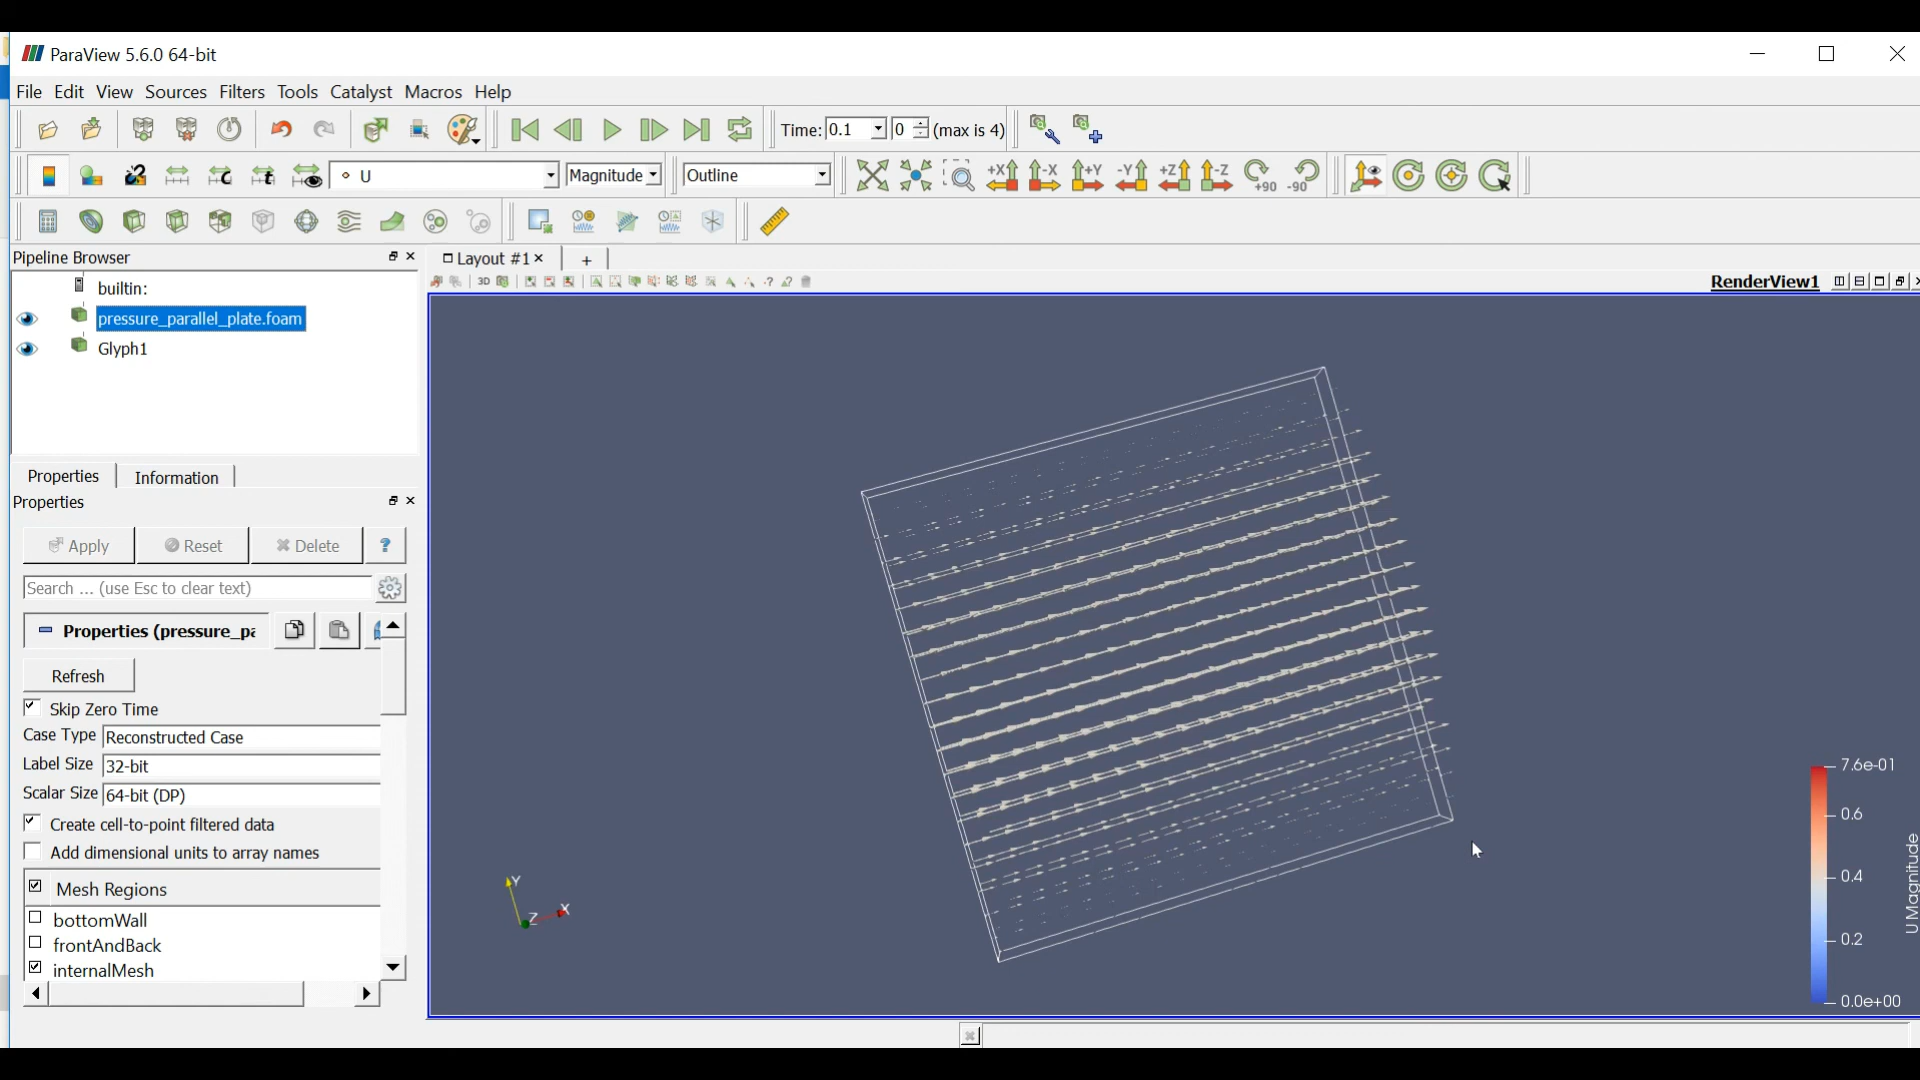 ParaView 5.6.0 64-bit
File Edit View Sources Filters Tools Catalyst Macros Help
Time: 0.1 0 (max is 4)
U Magnitude Outline +X -X +Y -Y +Z -Z +90 -90
Pipeline Browser
Layout #1 +
builtin:
3D
RenderView1
pressure_parallel_plate.foam
Glyph1
Properties Information
Properties
Apply Reset Delete ?
Search ... (use Esc to clear text)
Properties (pressure_pa
Refresh
Skip Zero Time
Case Type Reconstructed Case
Label Size 32-bit
Scalar Size 64-bit (DP)
Create cell-to-point filtered data
Add dimensional units to array names
Mesh Regions
bottomWall
frontAndBack
internalMesh
Y
Z
X
7.6e-01
0.6
0.4
0.2
0.0e+00
U Magnitude